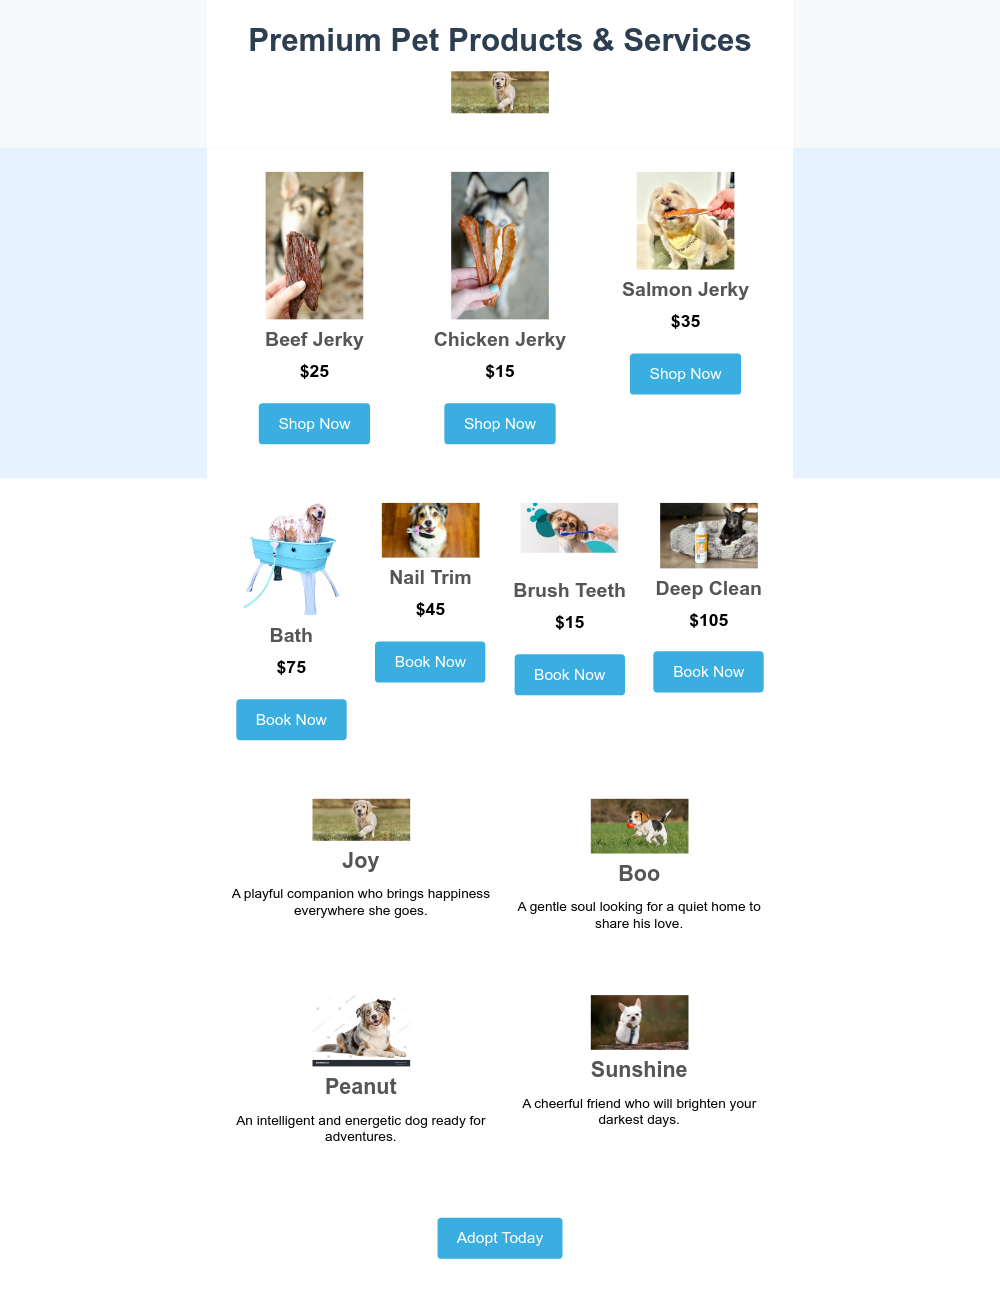 Premium Pet Products & Services
Beef Jerky
$25
Shop Now
Chicken Jerky
$15
Shop Now
Salmon Jerky
$35
Shop Now
Bath
$75
Book Now
Nail Trim
$45
Book Now
Brush Teeth
$15
Book Now
Deep Clean
$105
Book Now
Joy
A playful companion who brings happiness
everywhere she goes.
Boo
A gentle soul looking for a quiet home to
share his love.
Peanut
An intelligent and energetic dog ready for
adventures.
Sunshine
A cheerful friend who will brighten your
darkest days.
Adopt Today